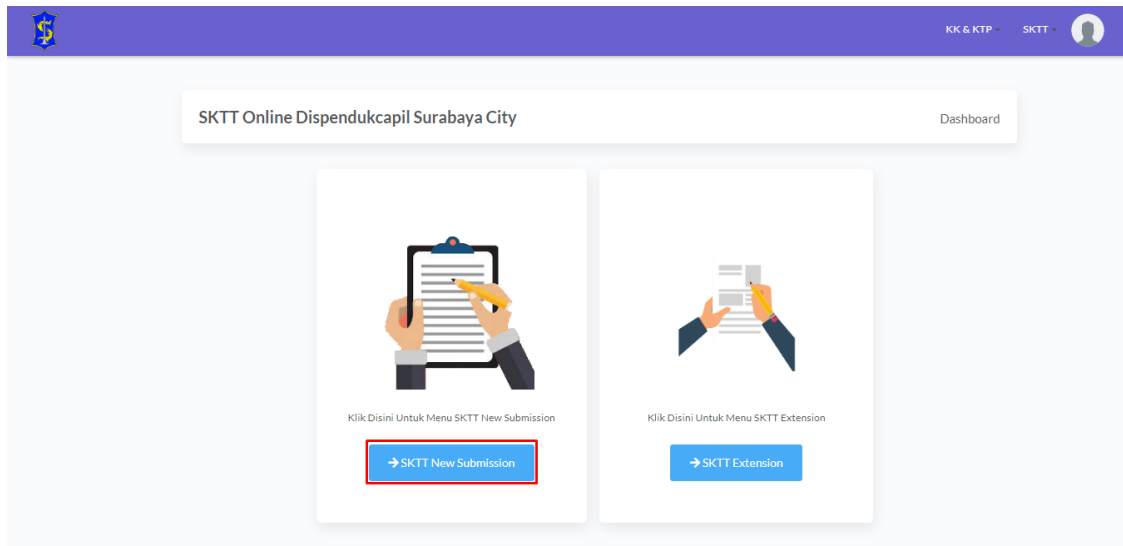 KK & KTP
SKTT
SKTT Online Dispendukcapil Surabaya City
Dashboard
Klik Disini Untuk Menu SKTT New Submission
Klik Disini Untuk Menu SKTT Extension
SKTT New Submission
SKTT Extension